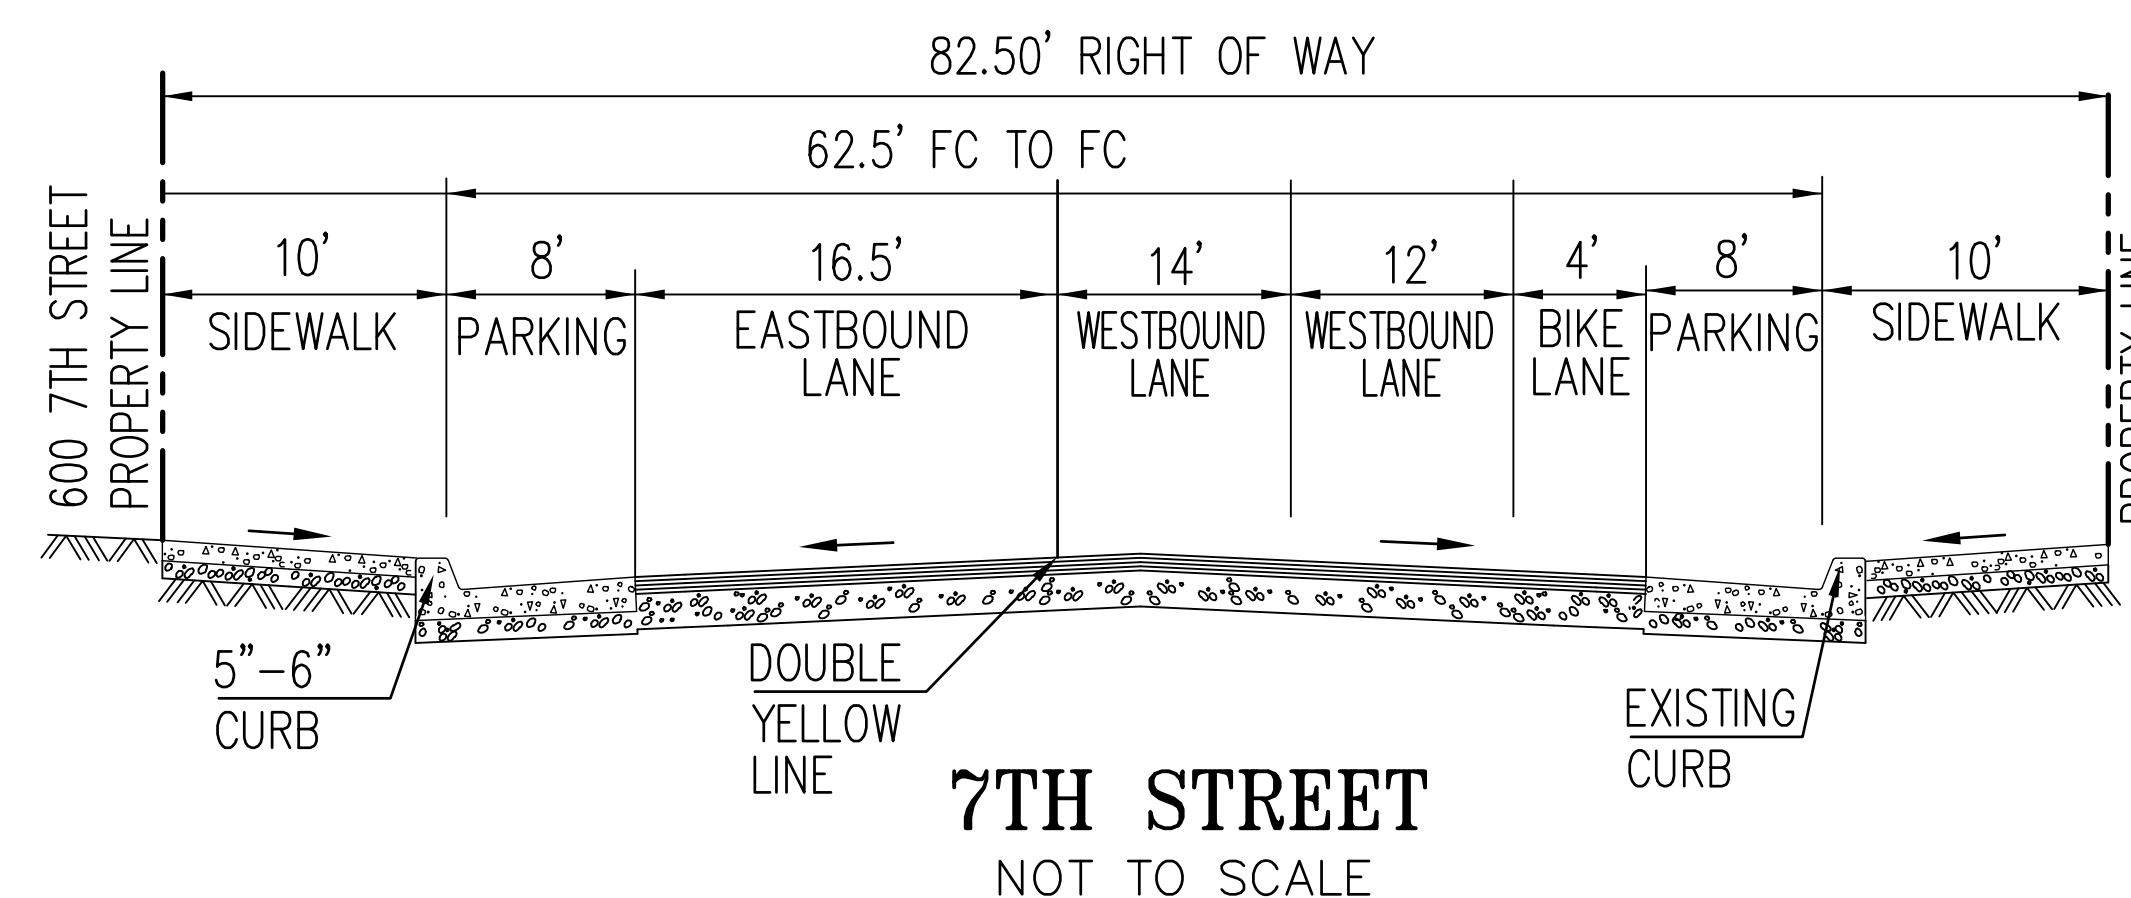 82.50' RIGHT OF WAY
62.5' FC TO FC
600 7TH STREET
PROPERTY LINE
10'
8'
16.5'
14'
12'
4'
8'
10'
SIDEWALK
PARKING
EASTBOUND
LANE
WESTBOUND
LANE
WESTBOUND
LANE
BIKE
LANE
PARKING
SIDEWALK
PROPERTY LINE
5"-6"
CURB
DOUBLE
YELLOW
LINE
EXISTING
CURB
7TH STREET
NOT TO SCALE